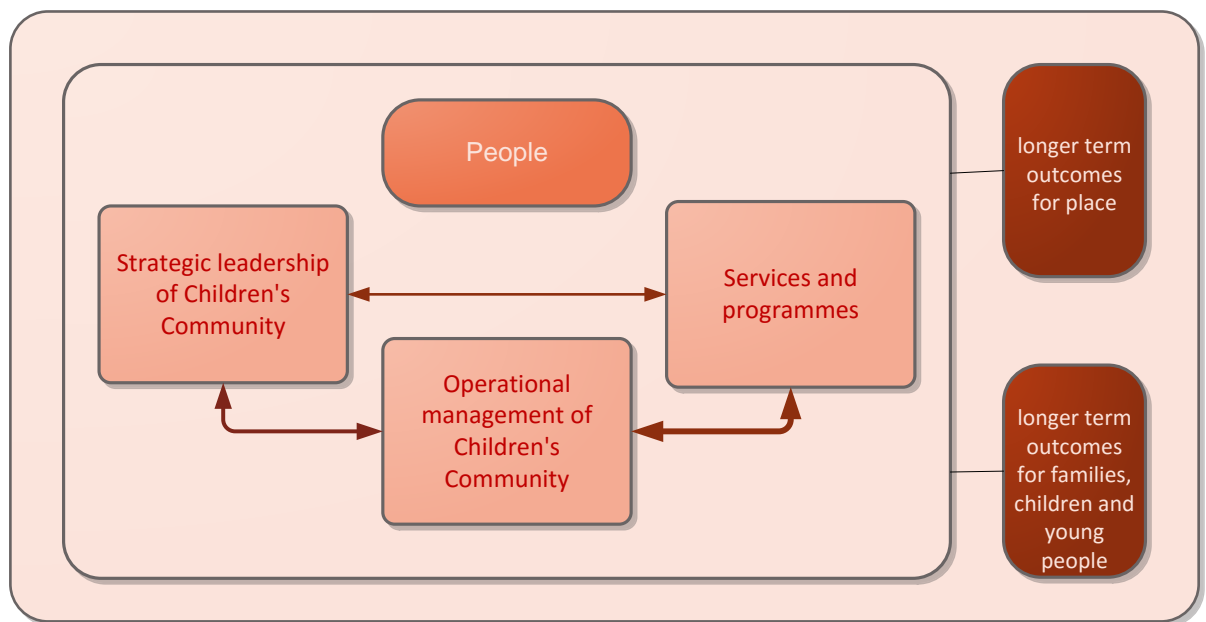 People
Strategic leadership
of Children's
Community
Services and
programmes
Operational
management of
Children's
Community
longer term
outcomes
for place
longer term
outcomes
for families,
children and
young
people